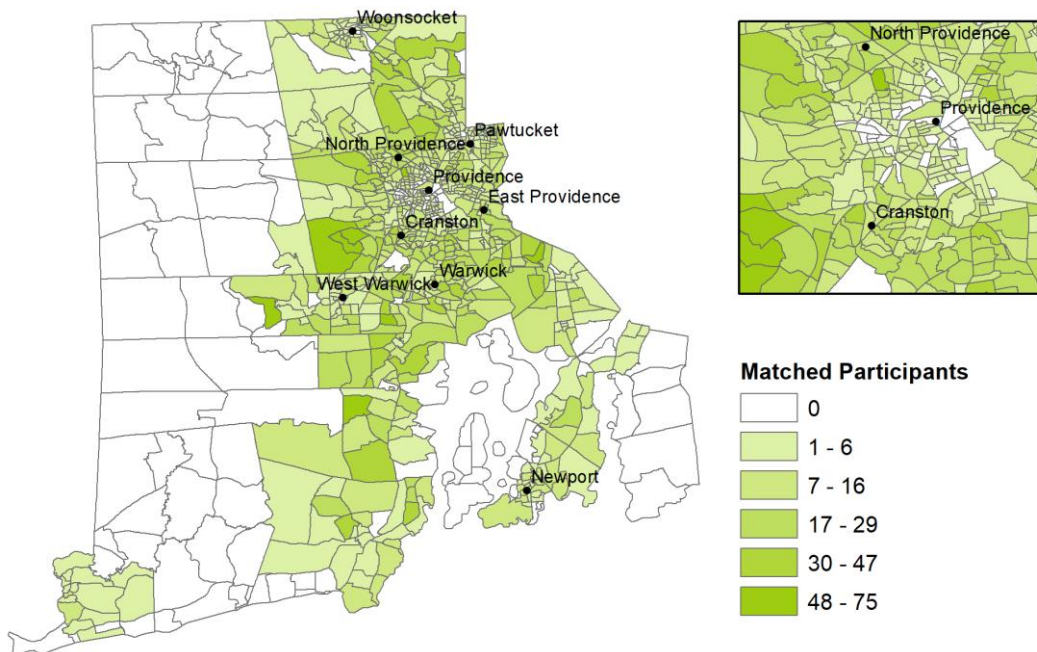 Woonsocket
Pawtucket
North Providence
Providence
East Providence
Cranston
Warwick
West Warwick
Newport
North Providence
Providence
Cranston
Matched Participants
0
1 - 6
7 - 16
17 - 29
30 - 47
48 - 75